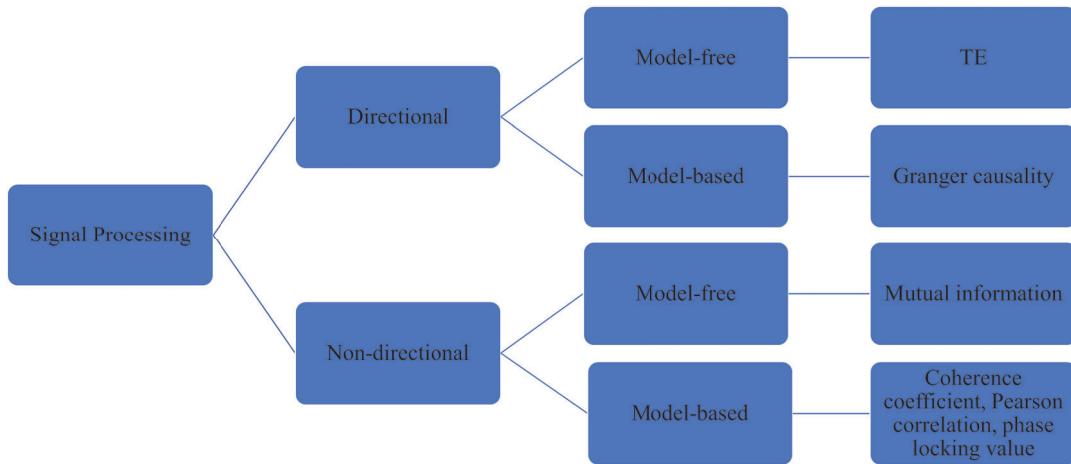 Signal Processing
Directional
Non-directional
Model-free
Model-based
Model-free
Model-based
TE
Granger causality
Mutual information
Coherence
coefficient, Pearson
correlation, phase
locking value